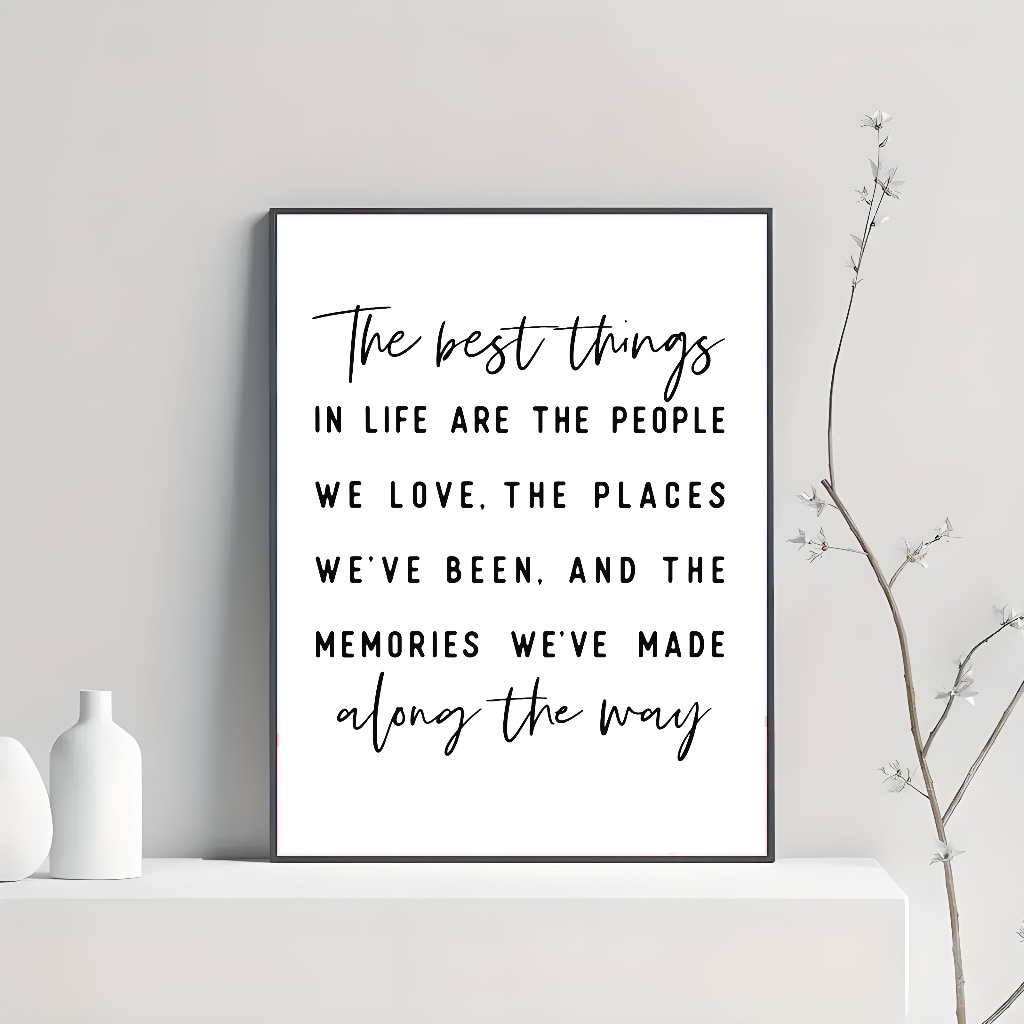 The best things
IN LIFE ARE THE PEOPLE
WE LOVE, THE PLACES
WE'VE BEEN, AND THE
MEMORIES WE'VE MADE
along the way